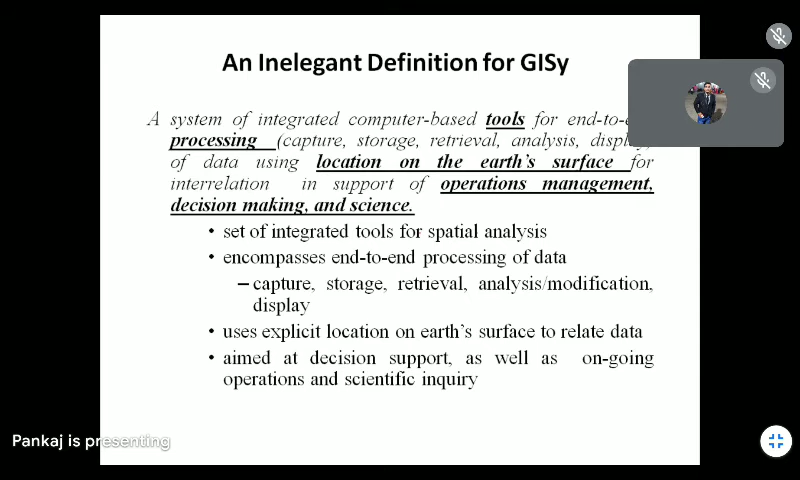 An Inelegant Definition for GISy
A system of integrated computer-based tools for end-to-
processing (capture, storage, retrieval, analysis,
of data using location on the earth's surface for
interrelation in support of operations management,
decision making, and science.
• set of integrated tools for spatial analysis
• encompasses end-to-end processing of data
– capture, storage, retrieval, analysis/modification,
display
• uses explicit location on earth's surface to relate data
• aimed at decision support, as well as on-going
operations and scientific inquiry
Pankaj is presenting